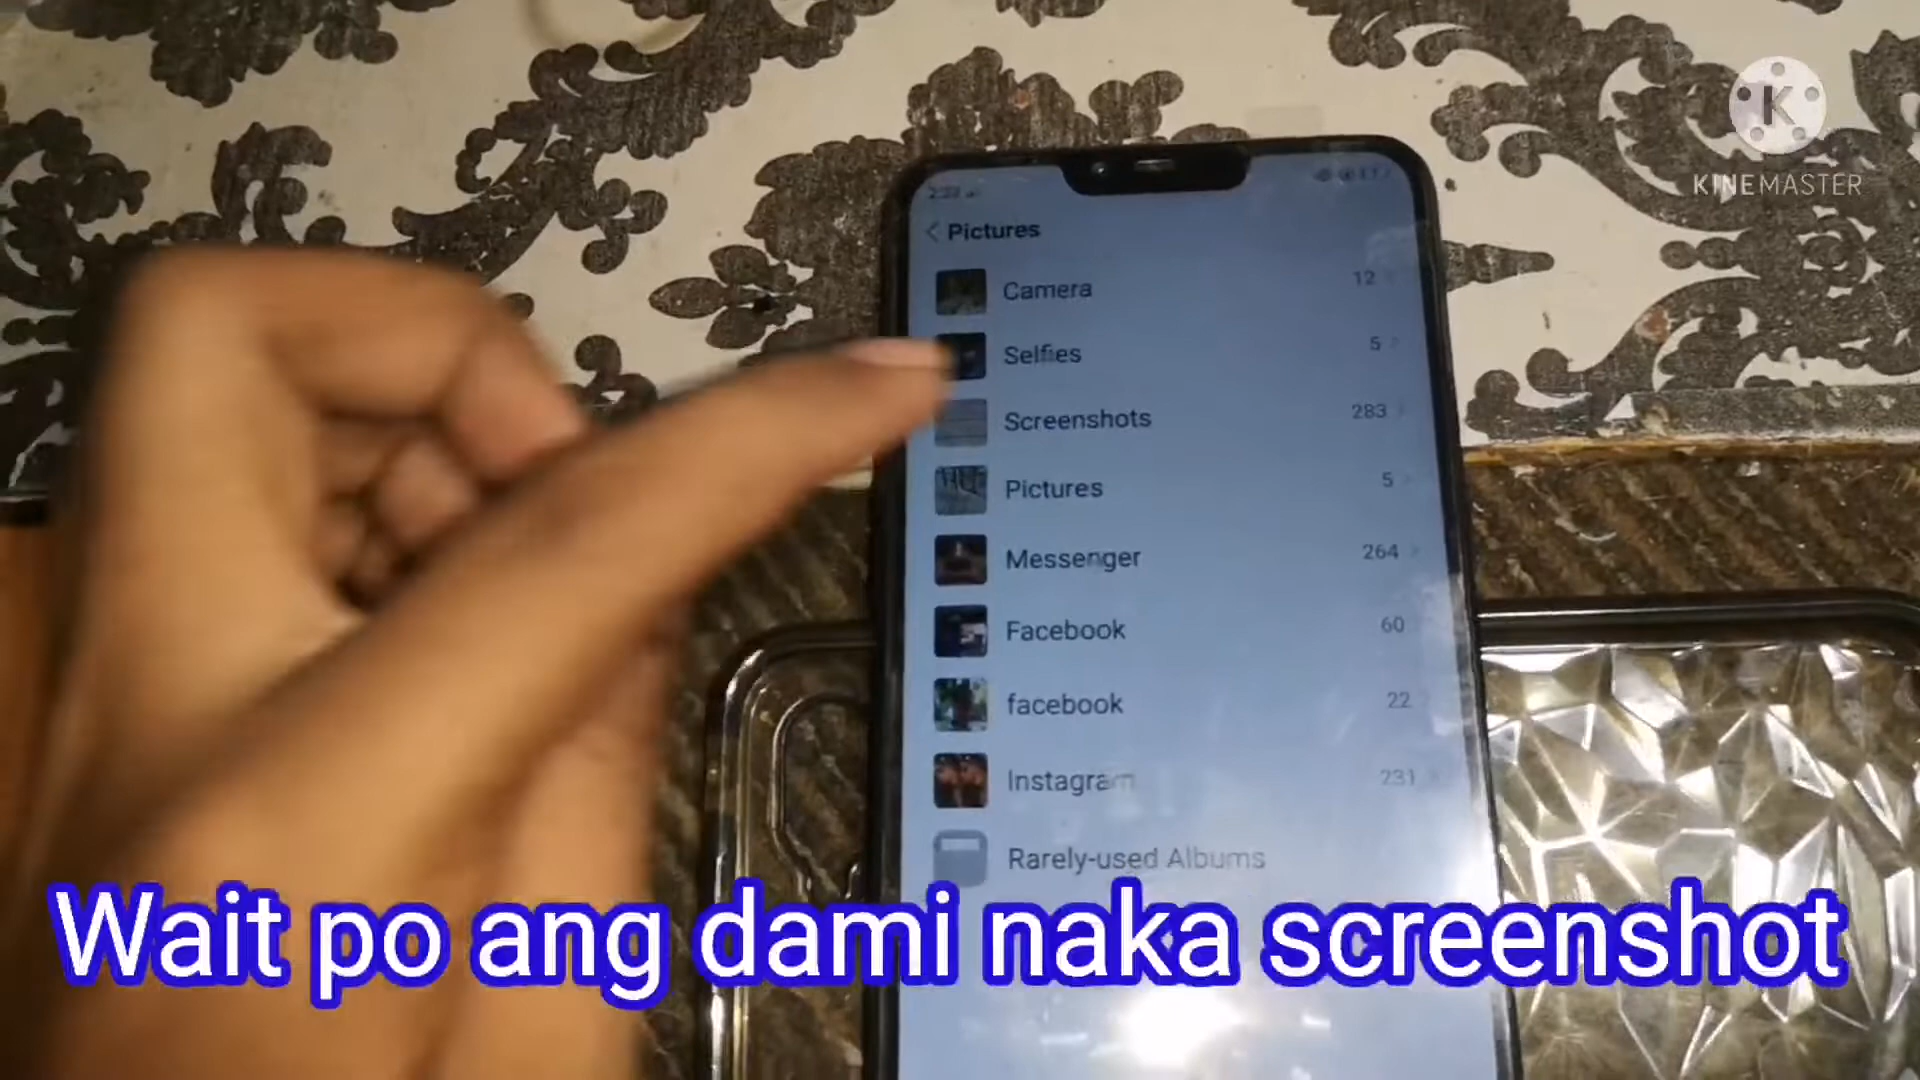 K
KINEMASTER
Pictures
Camera 12
Selfies 5
Screenshots 283
Pictures 5
Messenger 264
Facebook 60
facebook 22
Instagram 231
Rarely-used Albums
Wait po ang dami naka screenshot